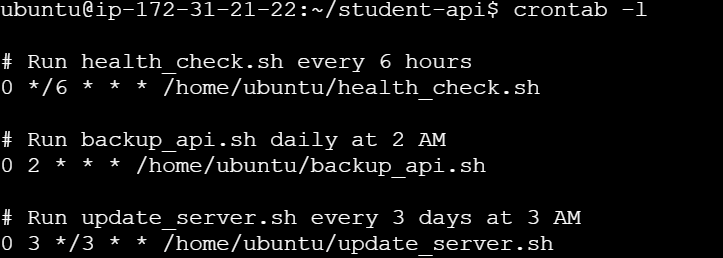 ubuntu@ip-172-31-21-22:~/student-api$ crontab -l
# Run health_check.sh every 6 hours
0 */6 * * * /home/ubuntu/health_check.sh
# Run backup_api.sh daily at 2 AM
0 2 * * * /home/ubuntu/backup_api.sh
# Run update_server.sh every 3 days at 3 AM
0 3 */3 * * /home/ubuntu/update_server.sh